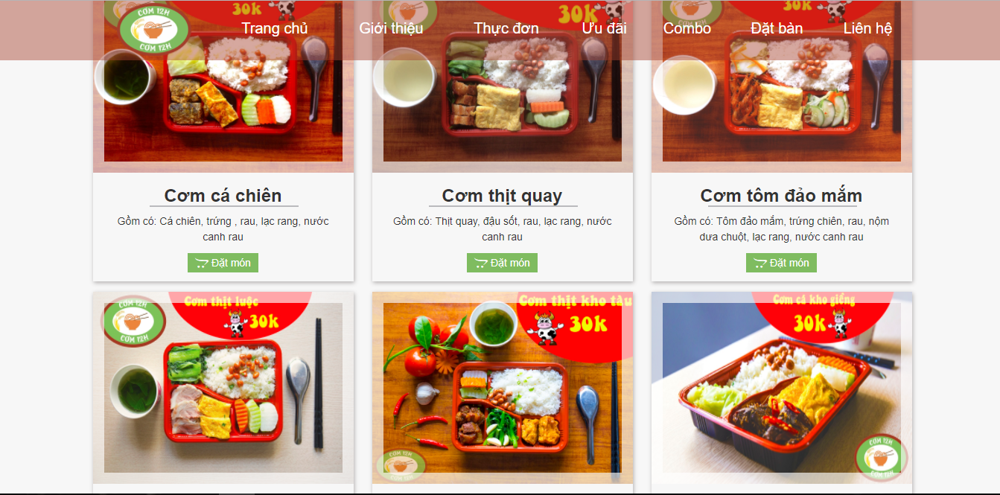 30k
30k
30k
CƠM 12H
CƠM 12H
Trang chủ
Giới thiệu
Thực đơn
Ưu đãi
Combo
Đặt bàn
Liên hệ
Cơm cá chiên
Gồm có: Cá chiên, trứng , rau, lạc rang, nước
canh rau
Đặt món
Cơm thịt quay
Gồm có: Thịt quay, đậu sốt, rau, lạc rang, nước
canh rau
Đặt món
Cơm tôm đảo mắm
Gồm có: Tôm đảo mắm, trứng chiên, rau, nộm
dưa chuột, lạc rang, nước canh rau
Đặt món
CƠM 12H
CƠM 12H
Cơm thịt luộc
30k
Cơm thịt kho tàu
30k
CƠM 12H
CƠM 12H
Cơm cá kho giềng
30k
CƠM 12H
CƠM 12H